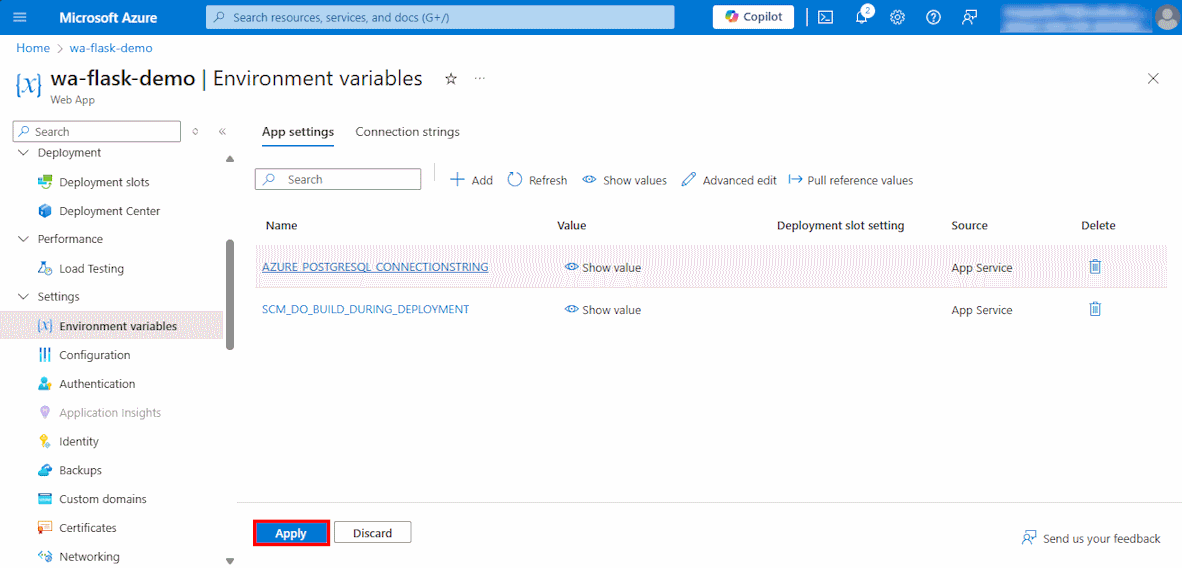 Microsoft Azure
Search resources, services, and docs (G+/)
Copilot
2
Home > wa-flask-demo
{x} wa-flask-demo | Environment variables ☆ ...
Web App
Search
App settings Connection strings
Deployment
Deployment slots
Deployment Center
Performance
Load Testing
Settings
{x} Environment variables
Configuration
Authentication
Application Insights
Identity
Backups
Custom domains
Certificates
Networking
Search
Add Refresh Show values Advanced edit Pull reference values
Name Value Deployment slot setting Source Delete
AZURE_POSTGRESQL_CONNECTIONSTRING Show value App Service
SCM_DO_BUILD_DURING_DEPLOYMENT Show value App Service
Apply Discard
Send us your feedback